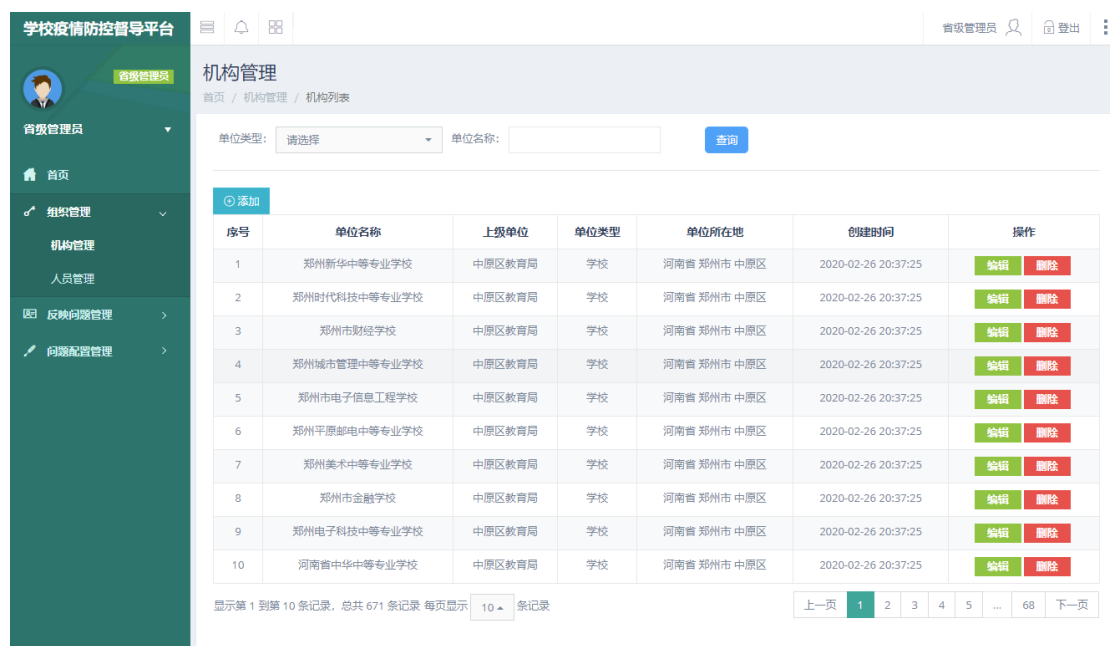 学校疫情防控督导平台
省级管理员 登出
省级管理员
省级管理员
首页
组织管理
机构管理
人员管理
反映问题管理
问题配置管理
机构管理
首页 / 机构管理 / 机构列表
单位类型: 请选择 单位名称: 查询
添加
序号 单位名称 上级单位 单位类型 单位所在地 创建时间 操作
1 郑州新华中等专业学校 中原区教育局 学校 河南省 郑州市 中原区 2020-02-26 20:37:25 编辑 删除
2 郑州时代科技中等专业学校 中原区教育局 学校 河南省 郑州市 中原区 2020-02-26 20:37:25 编辑 删除
3 郑州市财经学校 中原区教育局 学校 河南省 郑州市 中原区 2020-02-26 20:37:25 编辑 删除
4 郑州城市管理中等专业学校 中原区教育局 学校 河南省 郑州市 中原区 2020-02-26 20:37:25 编辑 删除
5 郑州市电子信息工程学校 中原区教育局 学校 河南省 郑州市 中原区 2020-02-26 20:37:25 编辑 删除
6 郑州平原邮电中等专业学校 中原区教育局 学校 河南省 郑州市 中原区 2020-02-26 20:37:25 编辑 删除
7 郑州美术中等专业学校 中原区教育局 学校 河南省 郑州市 中原区 2020-02-26 20:37:25 编辑 删除
8 郑州市金融学校 中原区教育局 学校 河南省 郑州市 中原区 2020-02-26 20:37:25 编辑 删除
9 郑州电子科技中等专业学校 中原区教育局 学校 河南省 郑州市 中原区 2020-02-26 20:37:25 编辑 删除
10 河南省中华中等专业学校 中原区教育局 学校 河南省 郑州市 中原区 2020-02-26 20:37:25 编辑 删除
显示第 1 到第 10 条记录, 总共 671 条记录 每页显示 10 条记录
上一页 1 2 3 4 5 ... 68 下一页